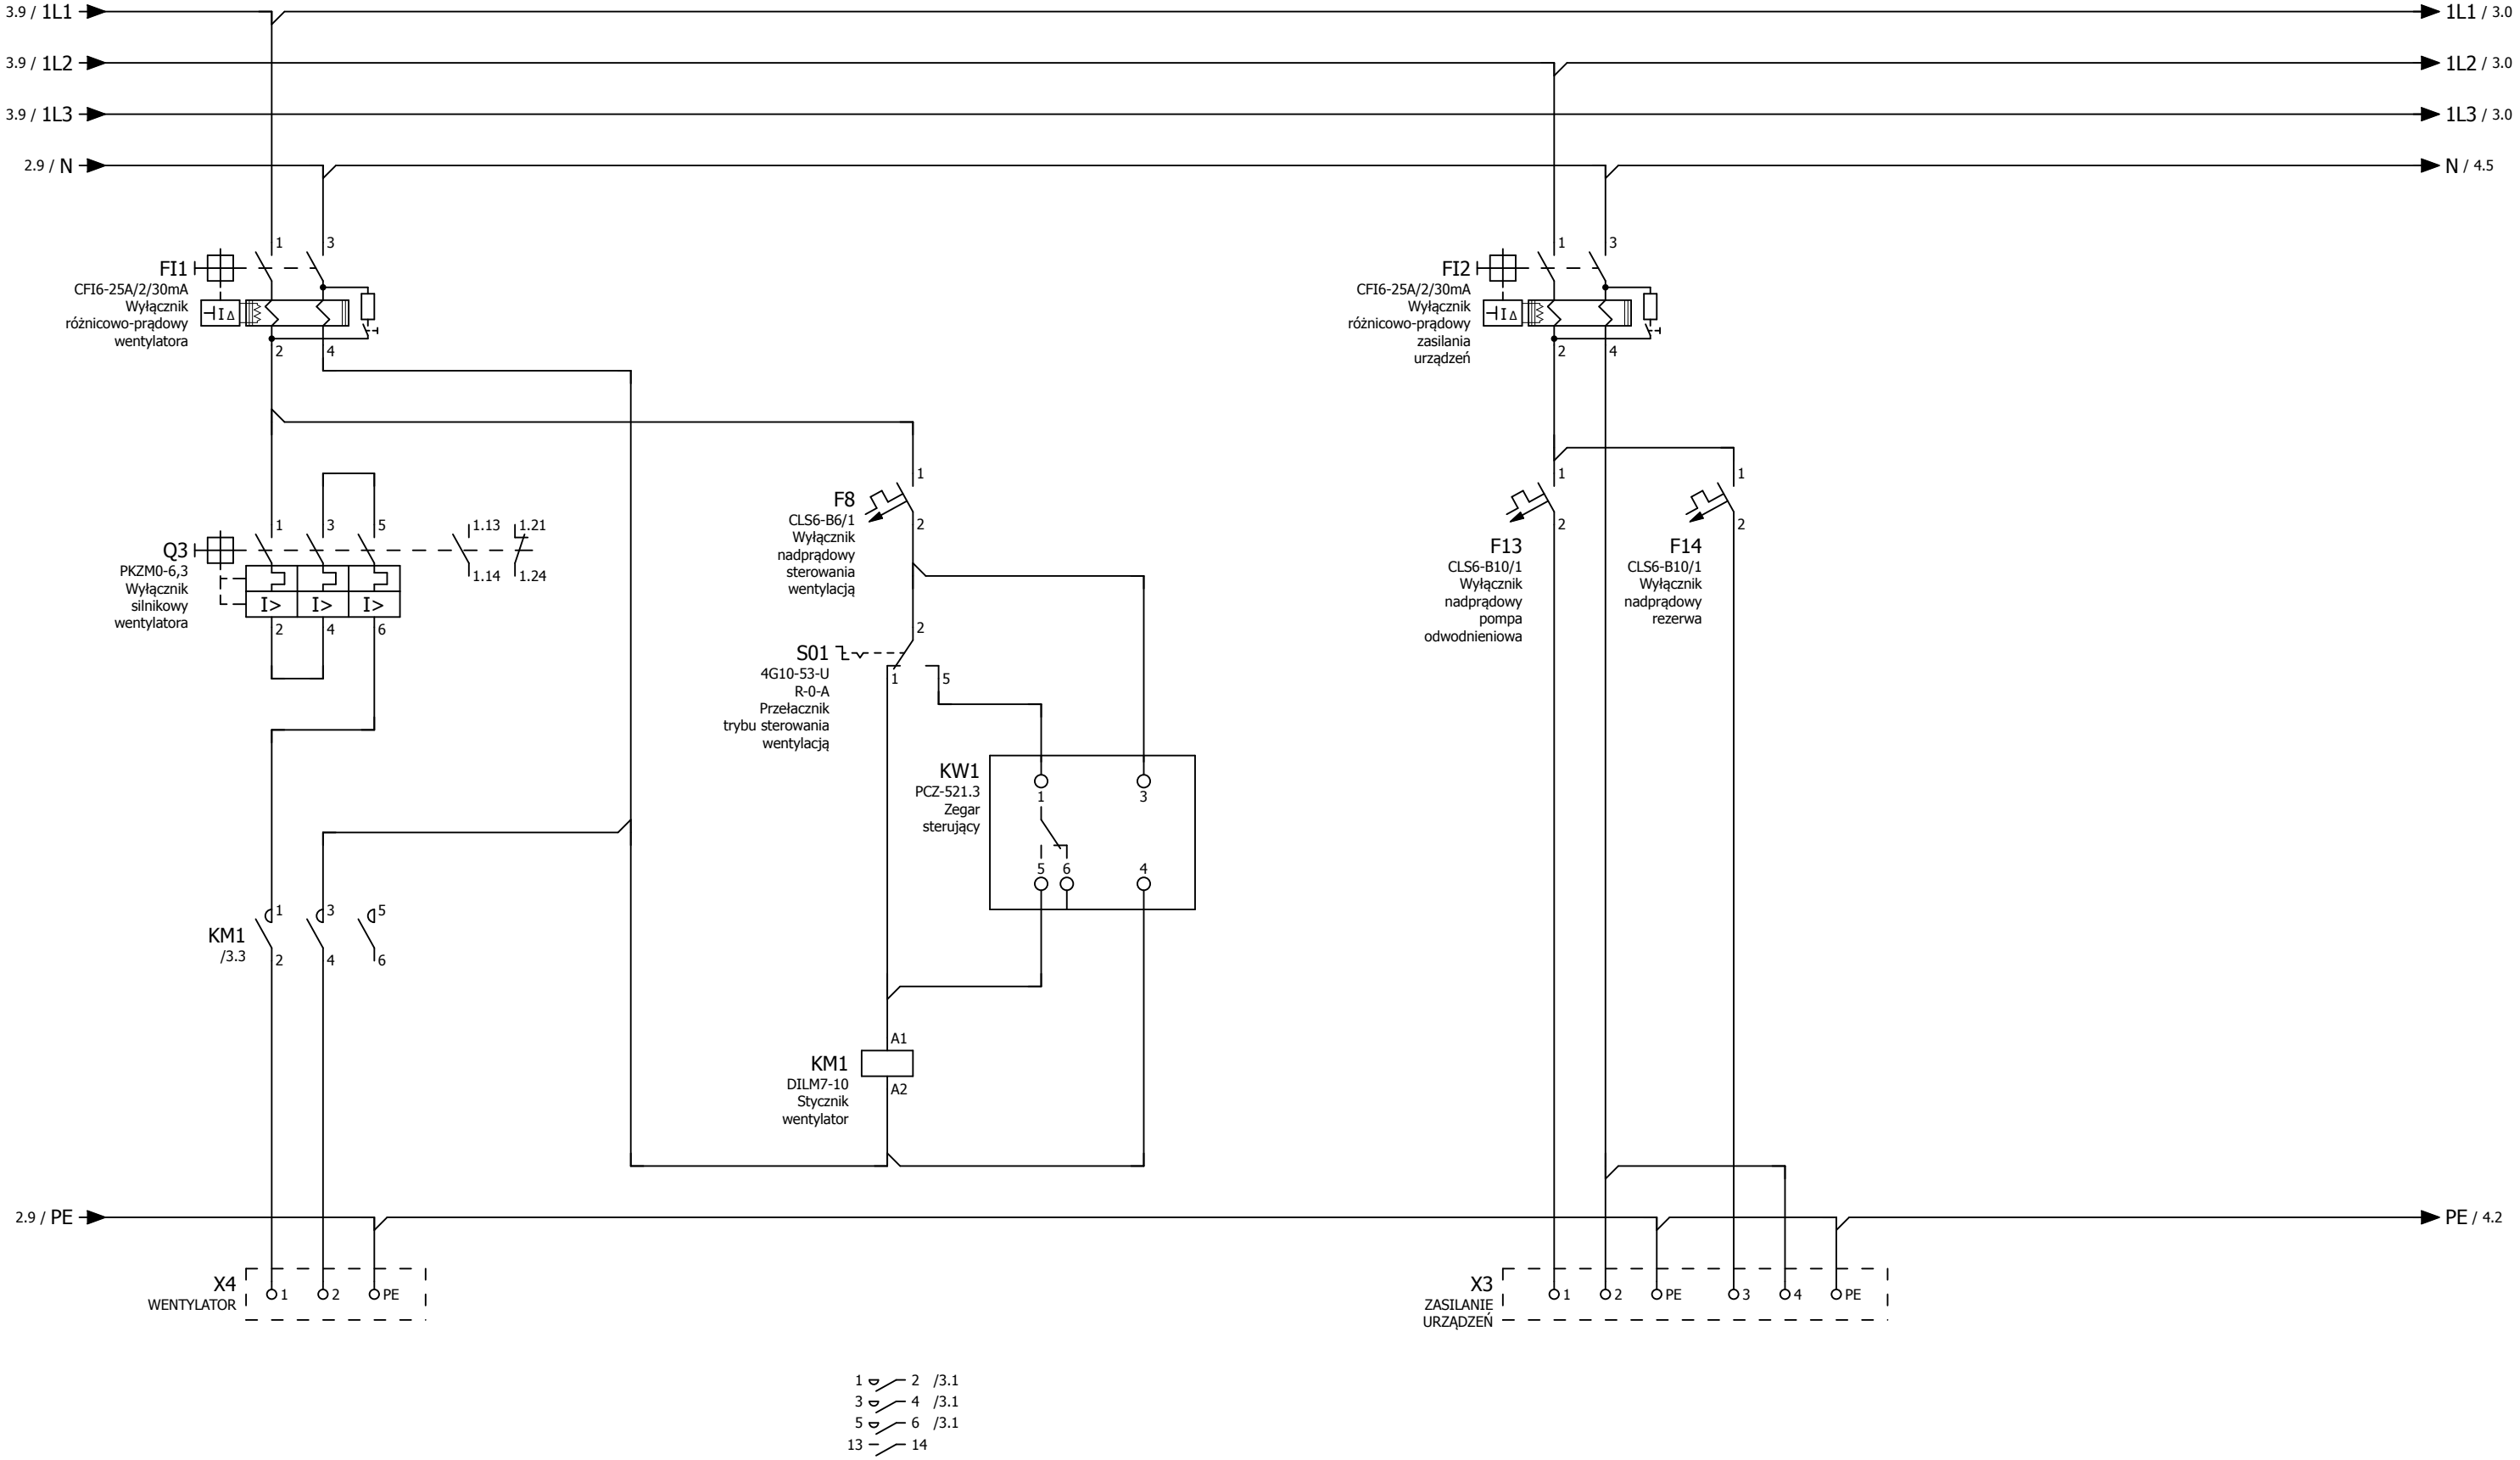 3.9 / 1L1
1L1 / 3.0
3.9 / 1L2
1L2 / 3.0
3.9 / 1L3
1L3 / 3.0
2.9 / N
N / 4.5
1 3
FI1
CFI6-25A/2/30mA
Wyłącznik
różnicowo-prądowy
wentylatora
I Δ
2 4
1 3
FI2
CFI6-25A/2/30mA
Wyłącznik
różnicowo-prądowy
zasilania
urządzeń
I Δ
2 4
1 3 5 1.13 1.21
Q3
PKZM0-6,3
Wyłącznik
silnikowy
wentylatora
1.14 1.24
I> I> I>
2 4 6
1
F8
CLS6-B6/1
Wyłącznik
nadprądowy
sterowania
wentylacją
2
1
2
F13
CLS6-B10/1
Wyłącznik
nadprądowy
pompa
odwodnieniowa
1
2
F14
CLS6-B10/1
Wyłącznik
nadprądowy
rezerwa
2
S01
4G10-53-U
R-0-A
Przełacznik
trybu sterowania
wentylacją
1 5
KW1
PCZ-521.3
Zegar
sterujący
1 3
5 6 4
1 3 5
KM1
/3.3
2 4 6
A1
KM1
DILM7-10
Stycznik
wentylator
A2
2.9 / PE
PE / 4.2
X4
WENTYLATOR
1 2 PE
X3
ZASILANIE
URZĄDZEŃ
1 2 PE 3 4 PE
1 2 /3.1
3 4 /3.1
5 6 /3.1
13 14